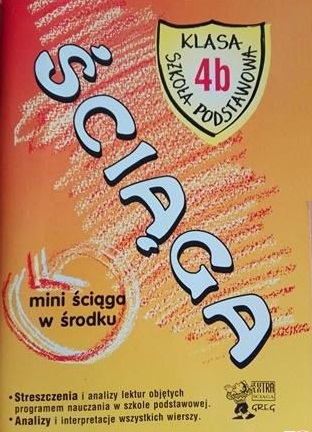 KLASA
4b
SZKOŁA PODSTAWOWA
ŚCIĄGA
mini ściąga
w środku
•Streszczenia i analizy lektur objętych
programem nauczania w szkole podstawowej.
•Analizy i interpretacje wszystkich wierszy.
ŚCIĄGA
GREG